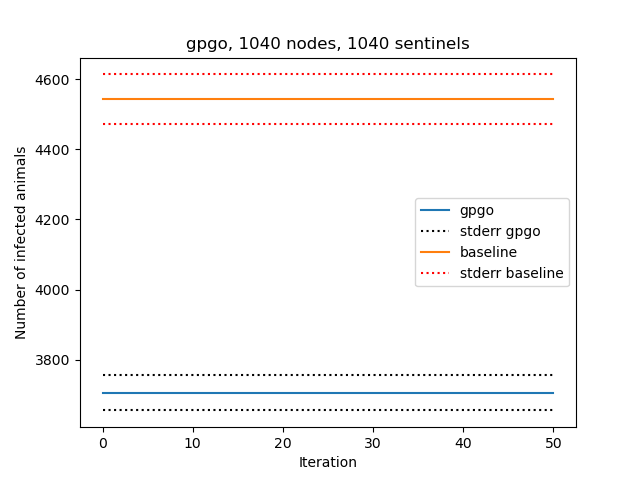 gpgo, 1040 nodes, 1040 sentinels
4600
4400
4200
4000
3800
Number of infected animals
gpgo
stderr gpgo
baseline
stderr baseline
0 10 20 30 40 50
Iteration